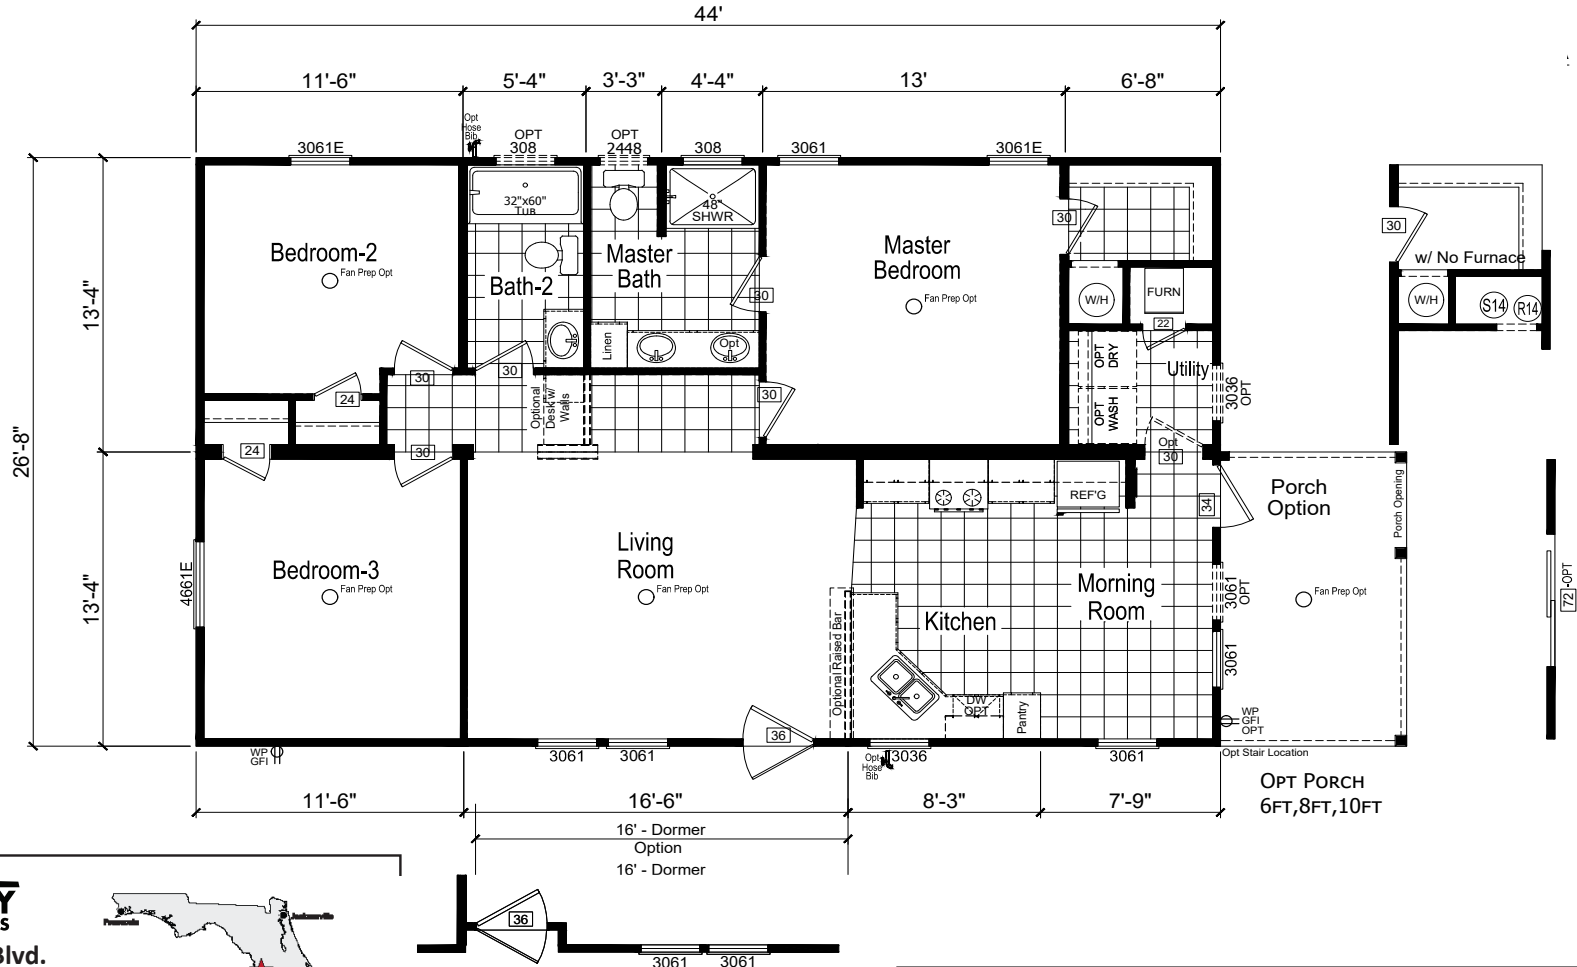 44'
11'-6"
5'-4"
3'-3"
4'-4"
13'
6'-8"
Opt
Hose
Bib
3061E
OPT
308
OPT
2448
308
3061
3061E
32"x60"
TUB
48"
SHWR
Bedroom-2
Fan Prep Opt
Bath-2
Master
Bath
Master
Bedroom
Fan Prep Opt
30
30
30
w/ No Furnace
W/H
FURN
22
W/H
S14
R14
Linen
Opt
OPT
DRY
OPT
WASH
Utility
3036
OPT
13'-4"
26'-8"
30
30
24
24
30
30
Optional
Desk w/
Walls
Opt
30
13'-4"
4661E
Bedroom-3
Fan Prep Opt
Living
Room
Fan Prep Opt
REF'G
34
Porch
Option
Porch Opening
Fan Prep Opt
Morning
Room
Kitchen
3061
OPT
3061
72
-OPT
Optional Raised Bar
DW
OPT
Pantry
WP
GFI
OPT
Opt Stair Location
WP
GFI
3061
3061
36
Opt
Hose
Bib
3036
3061
OPT PORCH
6FT,8FT,10FT
11'-6"
16'-6"
8'-3"
7'-9"
16' - Dormer
Option
16' - Dormer
36
3061
3061
Y
S
Blvd.
Pensacola
Jacksonville